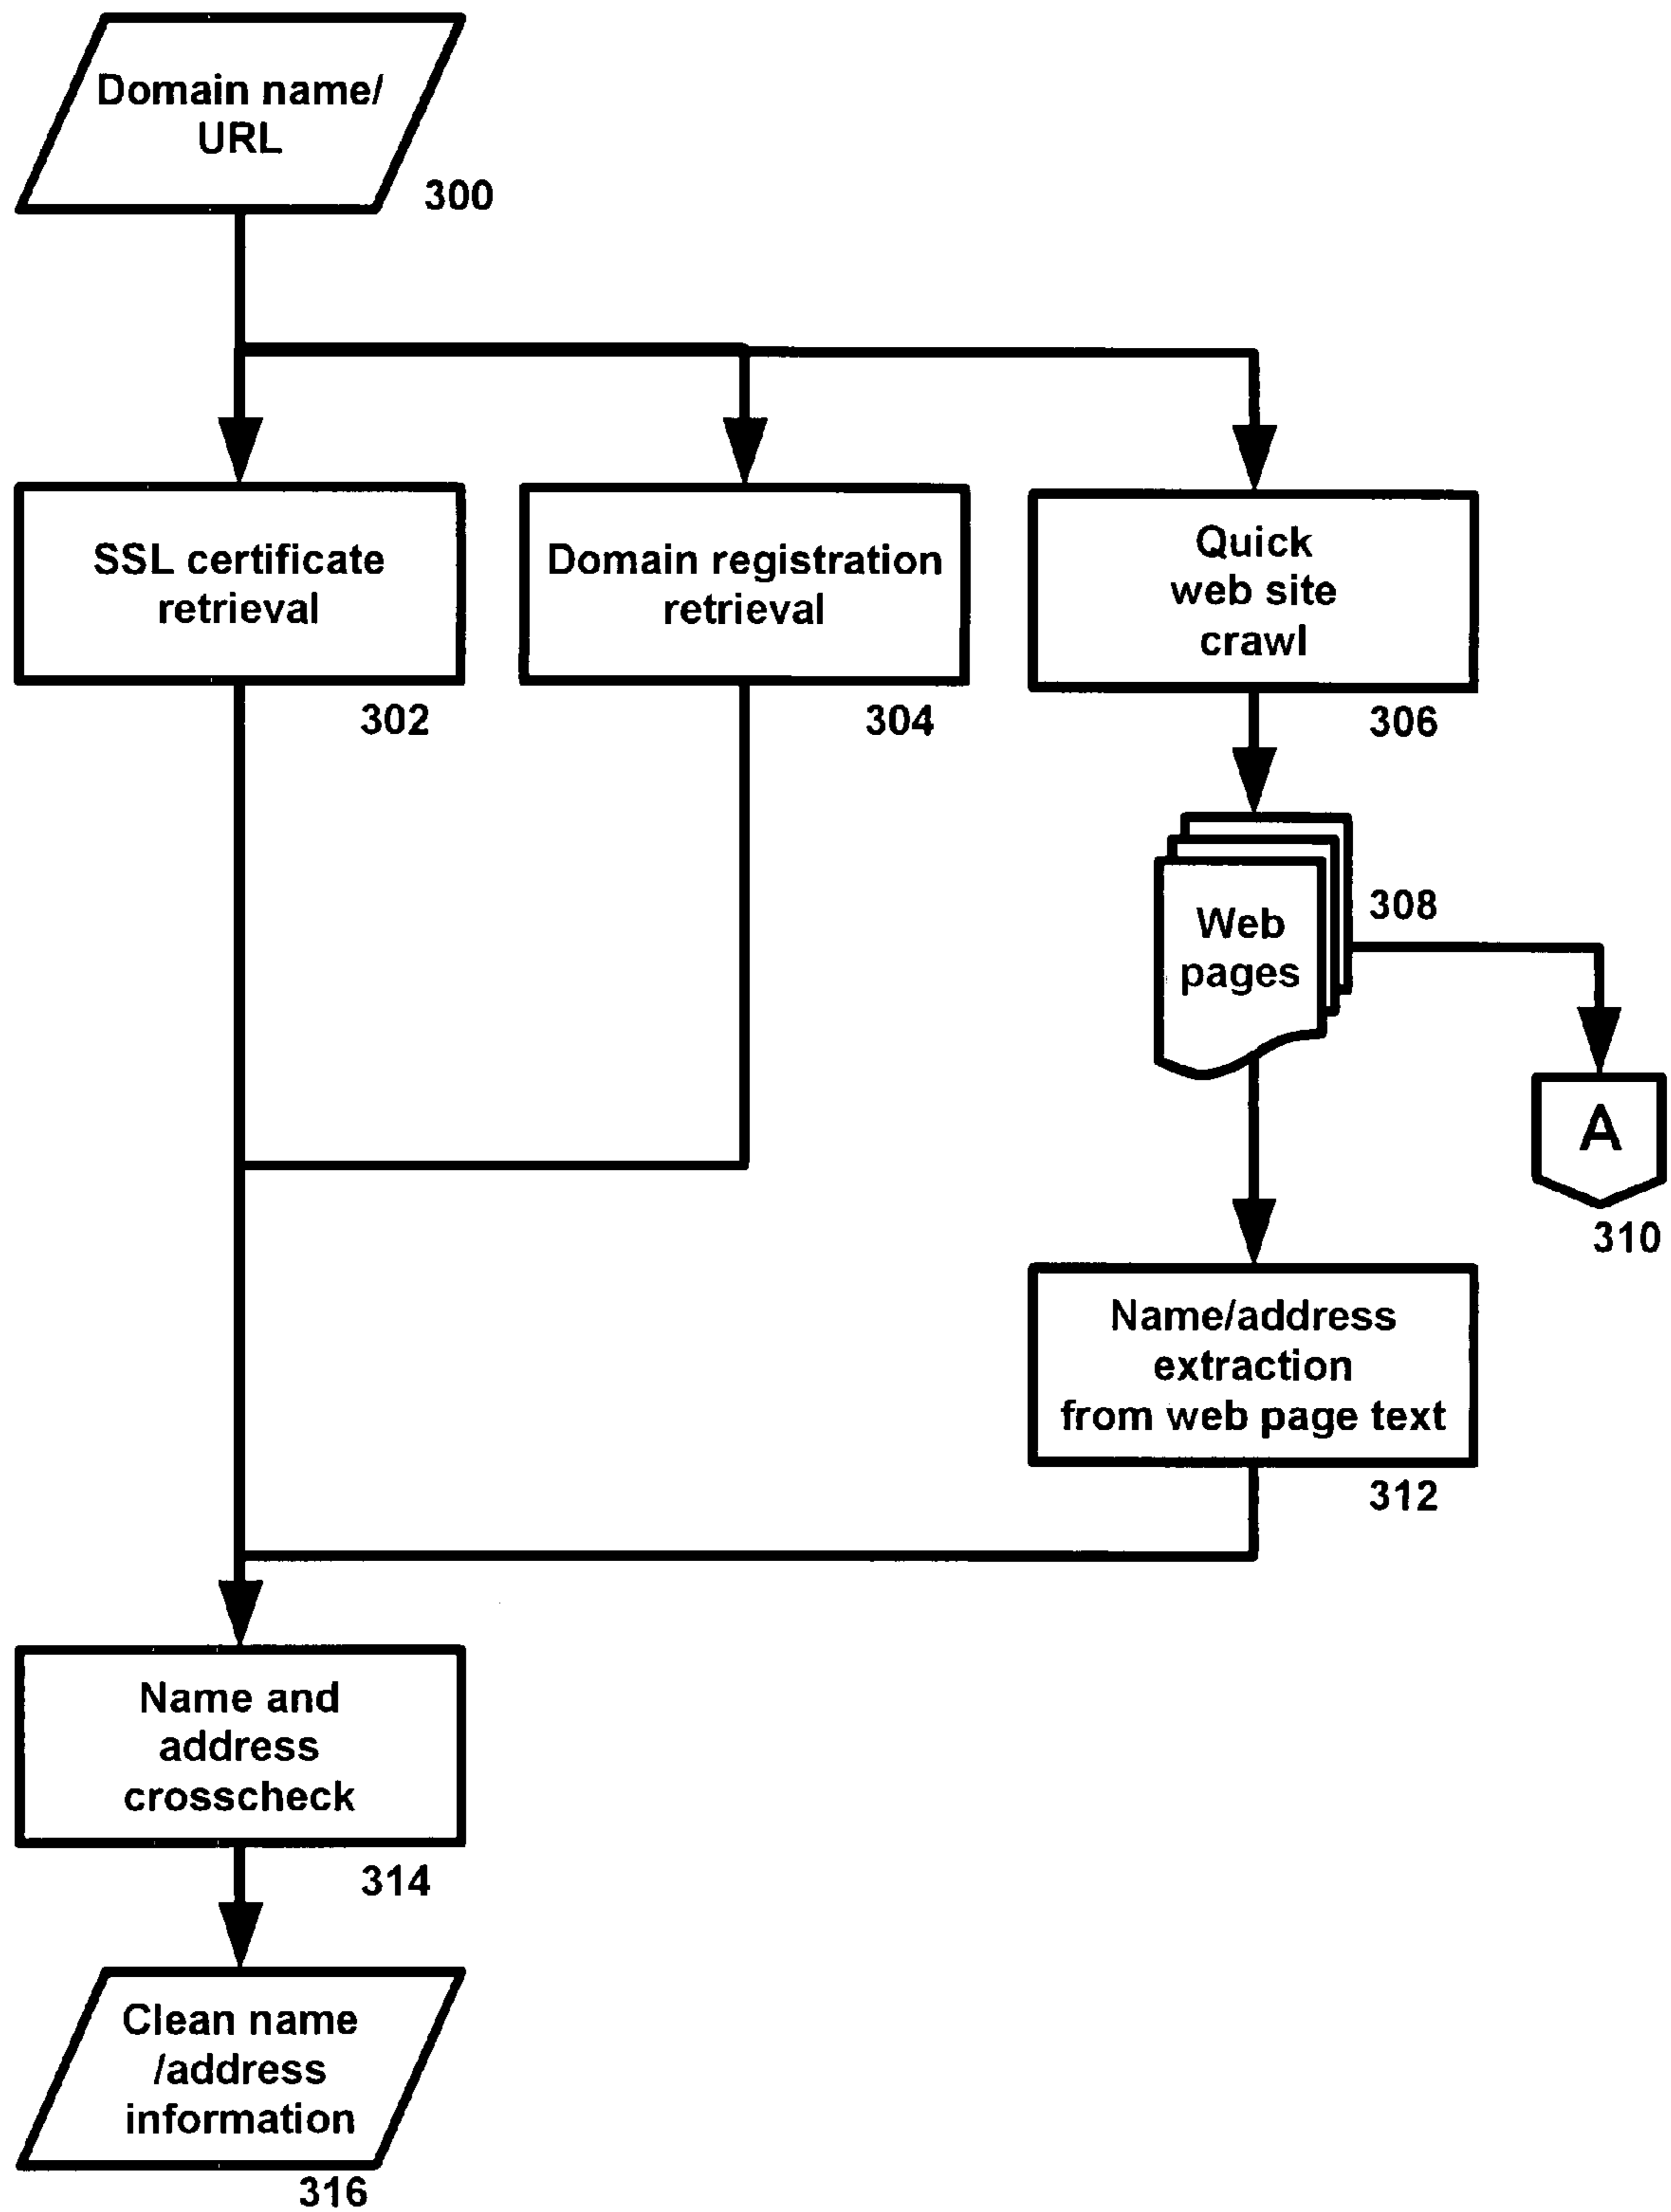 Domain name/
URL
300
SSL certificate
retrieval
302
Domain registration
retrieval
304
Quick
web site
crawl
306
Web
pages
308
A
310
Name/address
extraction
from web page text
312
Name and
address
crosscheck
314
Clean name
/address
information
316